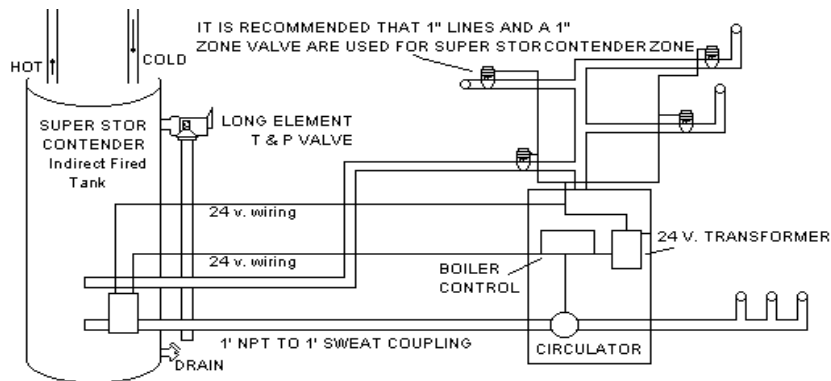 IT IS RECOMMENDED THAT 1" LINES AND A 1"
ZONE VALVE ARE USED FOR SUPER STOR CONTENDER ZONE
HOT
COLD
SUPER STOR
CONTENDER
Indirect Fired
Tank
LONG ELEMENT
T & P VALVE
24 v. wiring
24 v. wiring
BOILER
CONTROL
24 V. TRANSFORMER
1' NPT TO 1' SWEAT COUPLING
CIRCULATOR
DRAIN